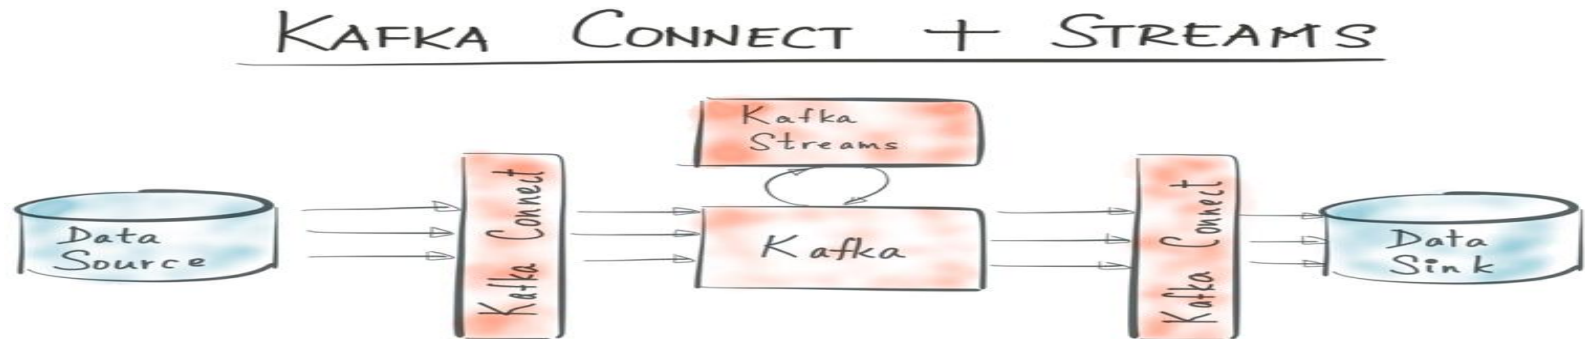 KAFKA CONNECT + STREAMS
Kafka
Streams
Data
Source
Kafka Connect
Kafka
Kafka Connect
Data
Sink